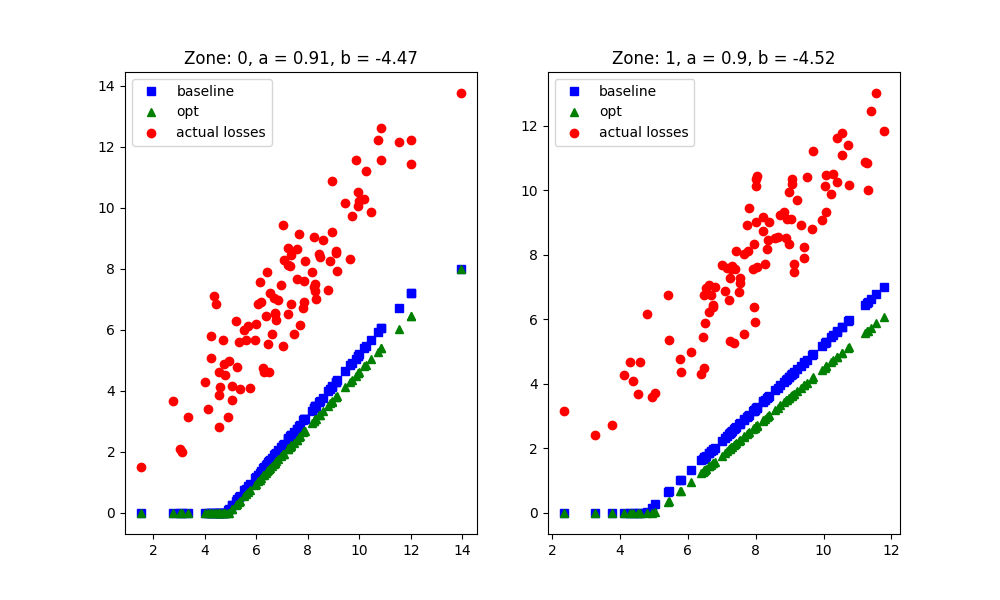 Zone: 0, a = 0.91, b = -4.47
baseline
opt
actual losses
14
12
10
8
6
4
2
0
2 4 6 8 10 12 14
Zone: 1, a = 0.9, b = -4.52
baseline
opt
actual losses
12
10
8
6
4
2
0
2 4 6 8 10 12